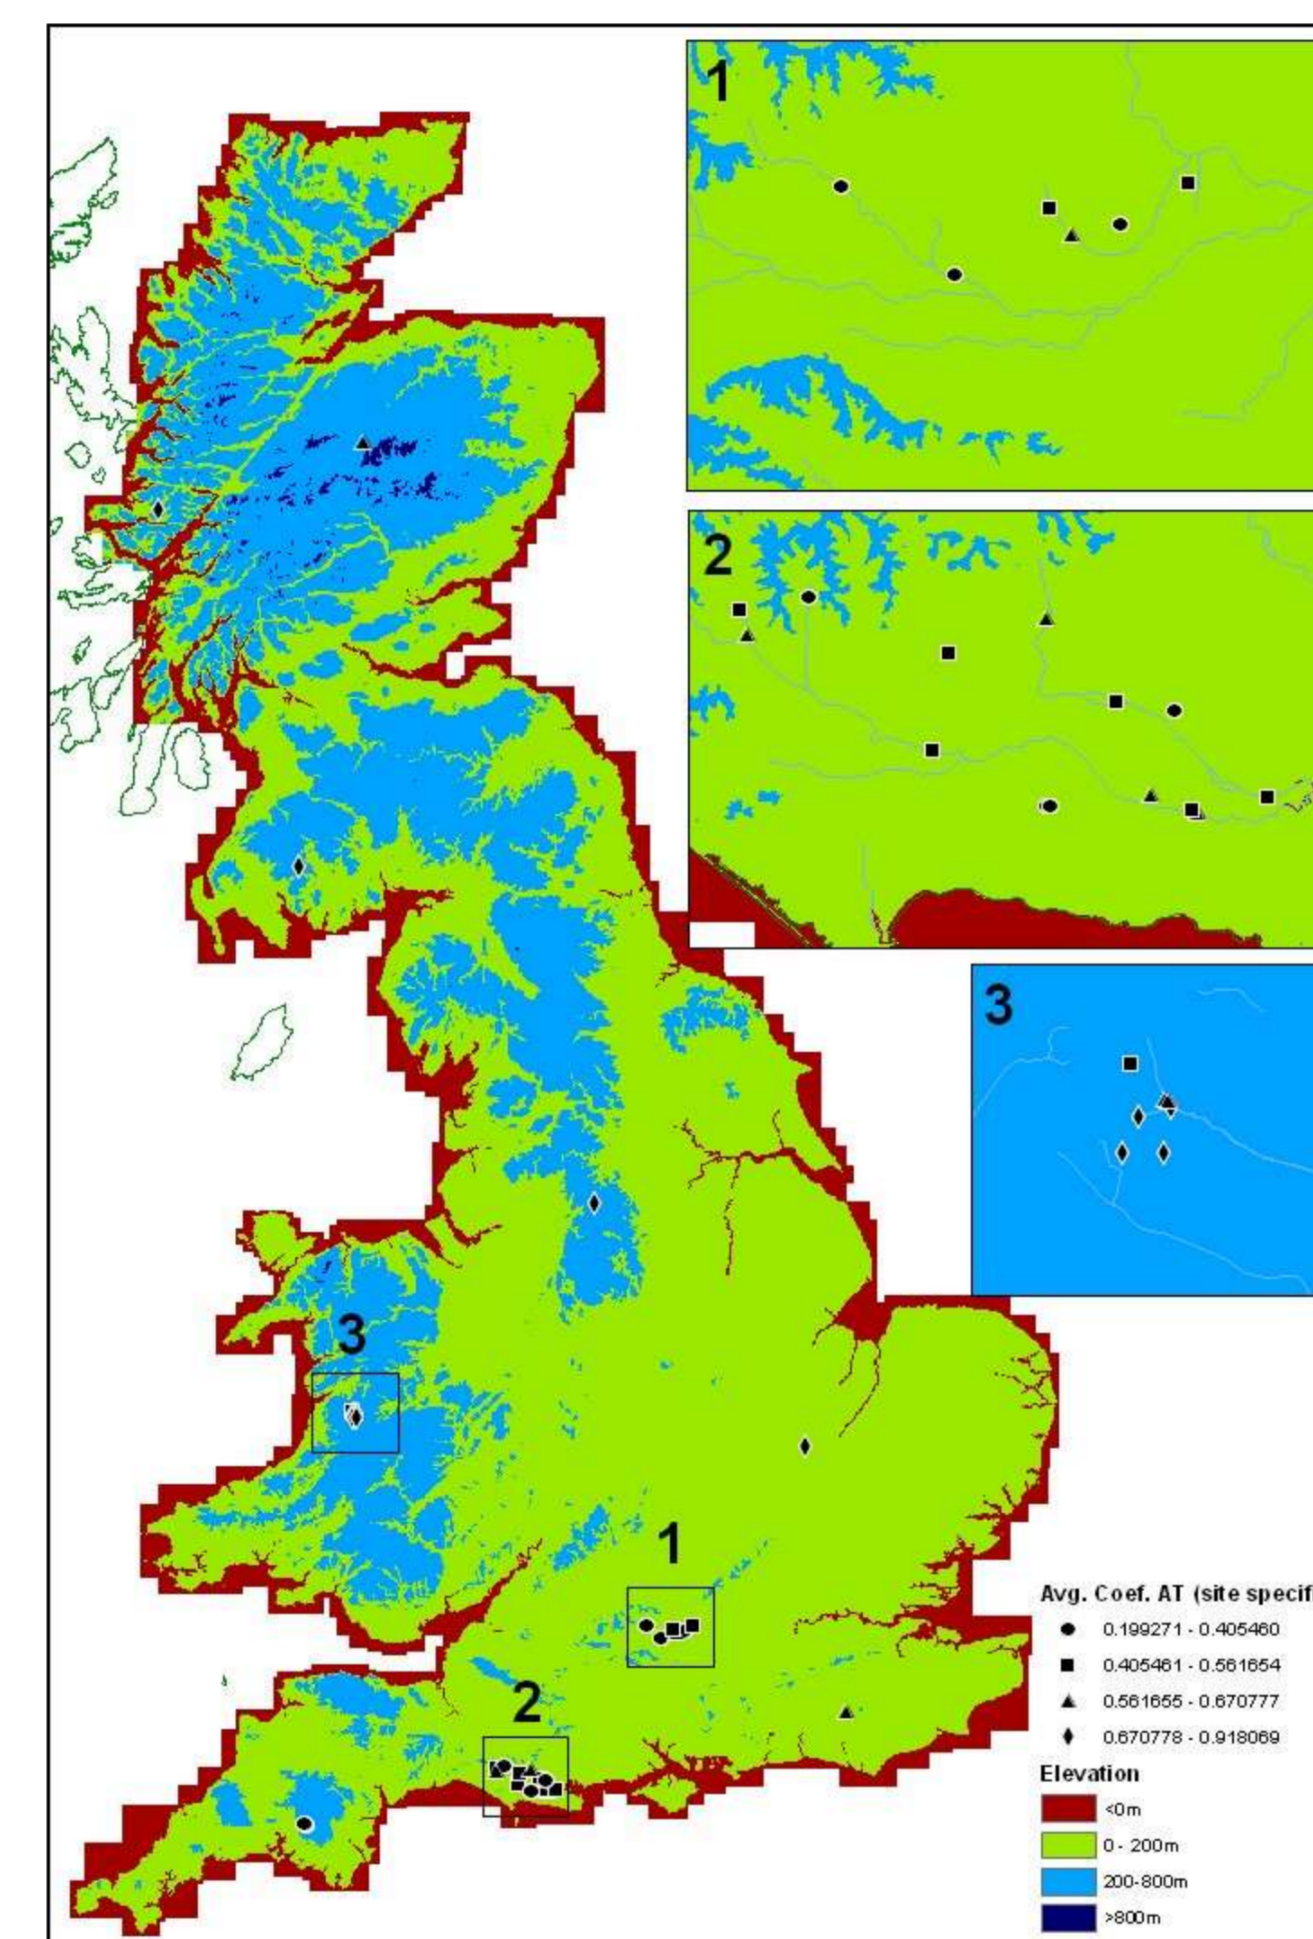 1
2
3
3
1
2
Avg. Coef. AT (site specif
0.199271 - 0.405460
0.405461 - 0.561654
0.561655 - 0.670777
0.670778 - 0.918069
Elevation
<0m
0 - 200m
200-800m
>800m